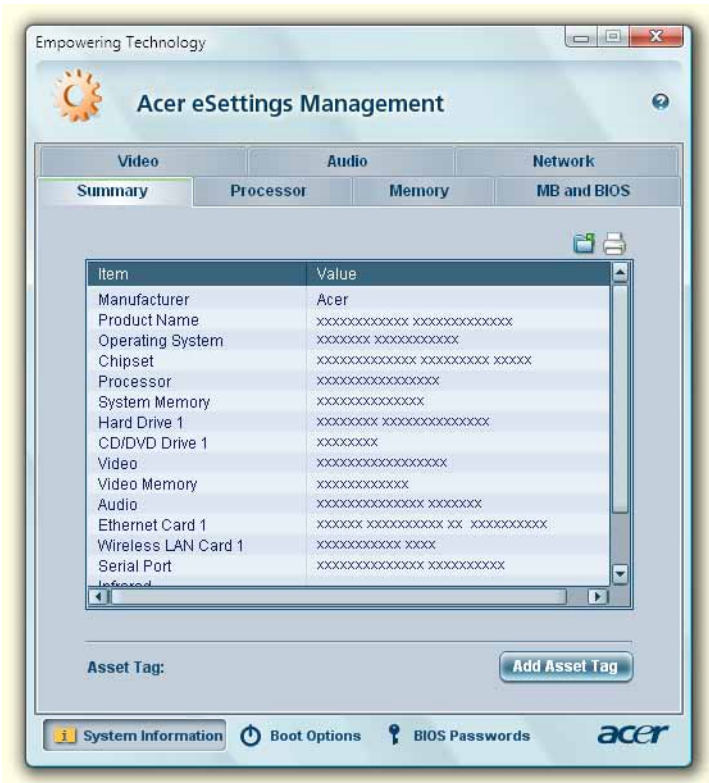 Empowering Technology
Acer eSettings Management
Video Audio Network
Summary Processor Memory MB and BIOS
Item Value
Manufacturer Acer
Product Name xxxxxxxxxxxx xxxxxxxxxxxxx
Operating System xxxxxxx xxxxxxxxxxx
Chipset xxxxxxxxxxxxx xxxxxxxxx xxxxx
Processor xxxxxxxxxxxxxxxx
System Memory xxxxxxxxxxxxxx
Hard Drive 1 xxxxxxxx xxxxxxxxxxxxxx
CD/DVD Drive 1 xxxxxxxx
Video xxxxxxxxxxxxxxxxx
Video Memory xxxxxxxxxxxx
Audio xxxxxxxxxxxxxx xxxxxxx
Ethernet Card 1 xxxxxx xxxxxxxxxx xx xxxxxxxxxx
Wireless LAN Card 1 xxxxxxxxxxx xxxx
Serial Port xxxxxxxxxxxxxx xxxxxxxxxx
Infrared
Asset Tag: Add Asset Tag
System Information Boot Options BIOS Passwords acer